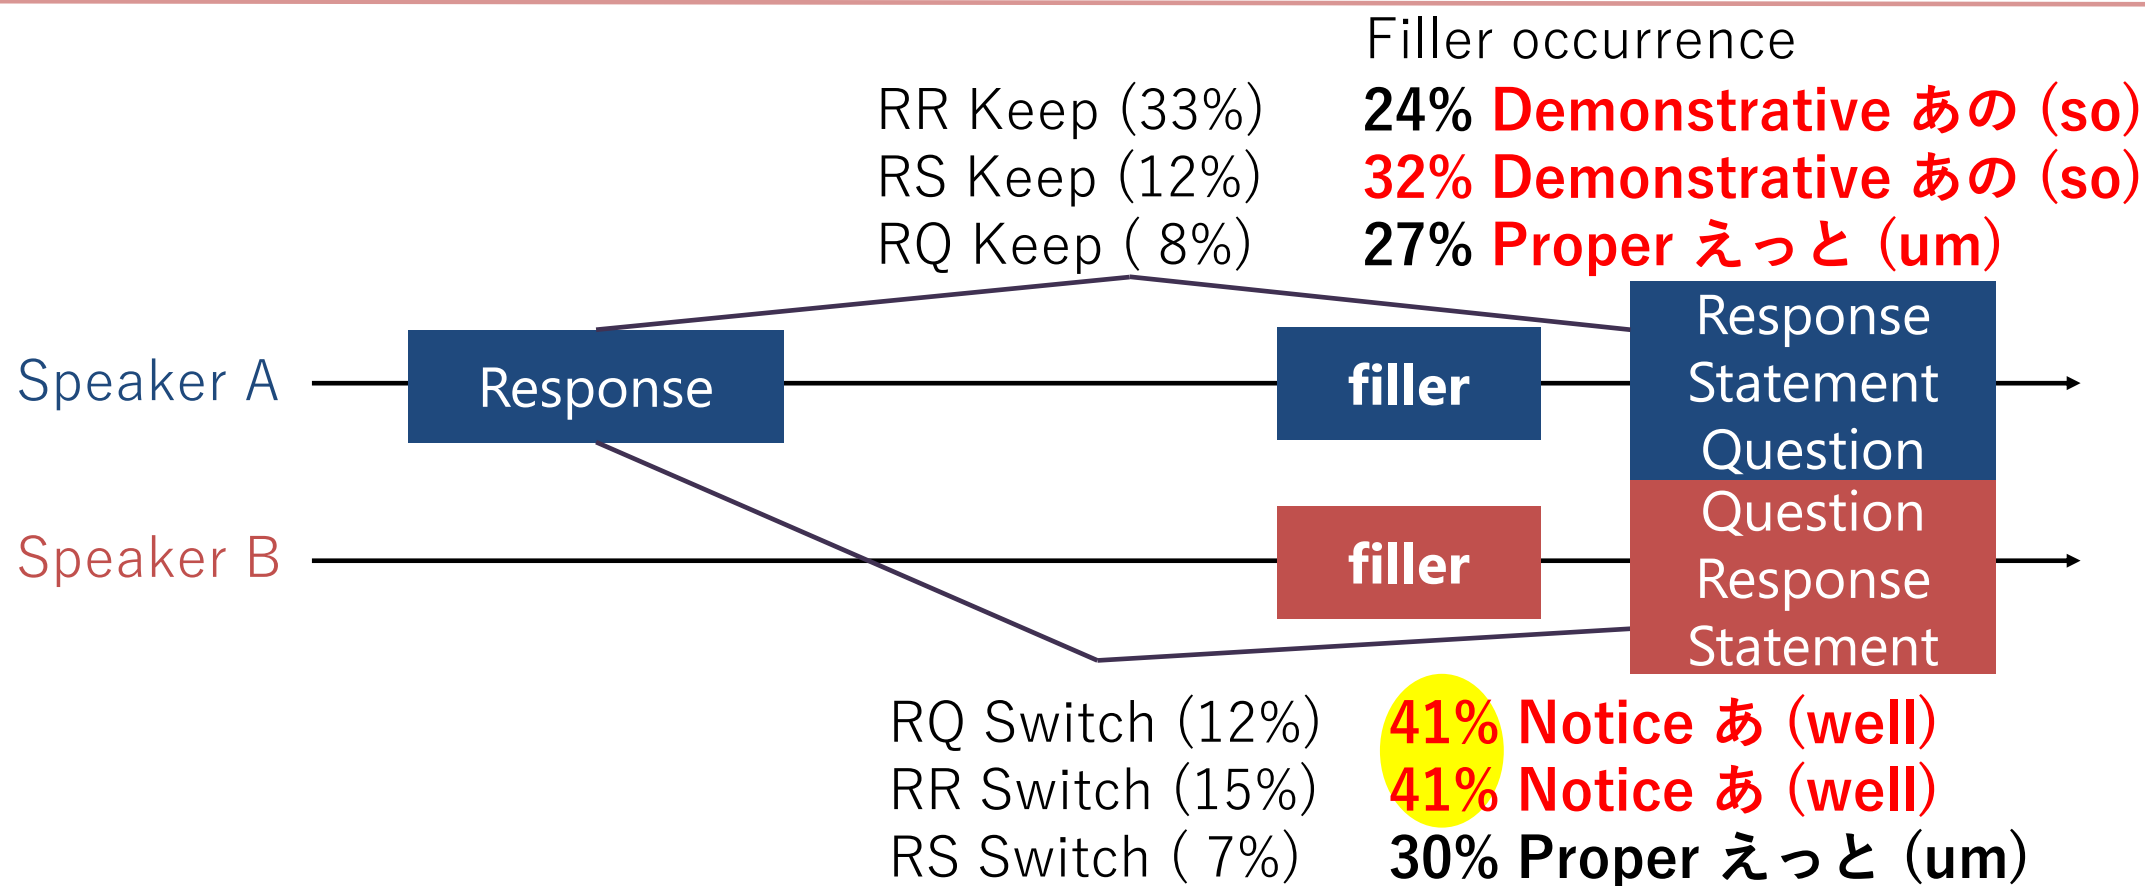 Filler occurrence
RR Keep (33%) 24% Demonstrative あの (so)
RS Keep (12%) 32% Demonstrative あの (so)
RQ Keep ( 8%) 27% Proper えっと (um)
Speaker A
Response
filler
Response
Statement
Question
Speaker B
filler
Question
Response
Statement
RQ Switch (12%) 41% Notice あ (well)
RR Switch (15%) 41% Notice あ (well)
RS Switch ( 7%) 30% Proper えっと (um)